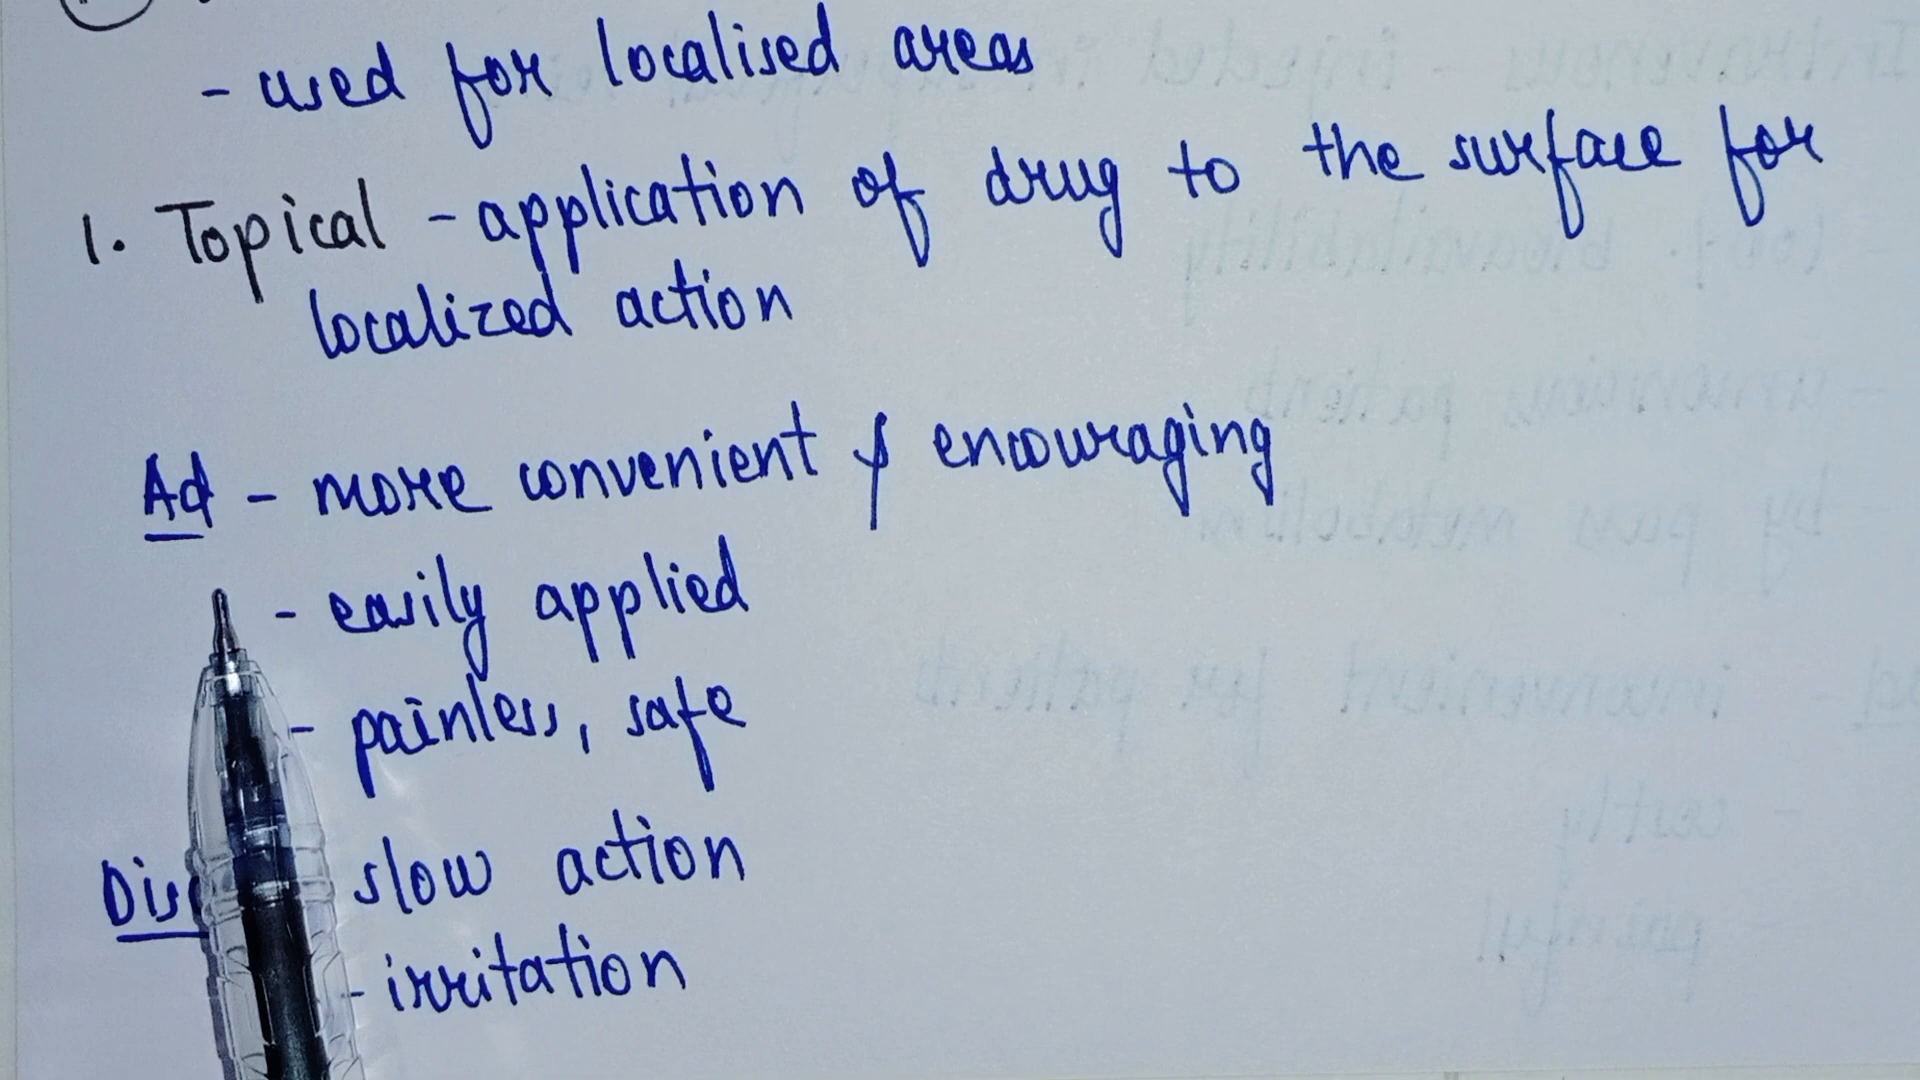 - used for localised areas
1. Topical - application of drug to the surface for
localized action
Ad - more convenient & encouraging
- easily applied
- painless, safe
slow action
- irritation